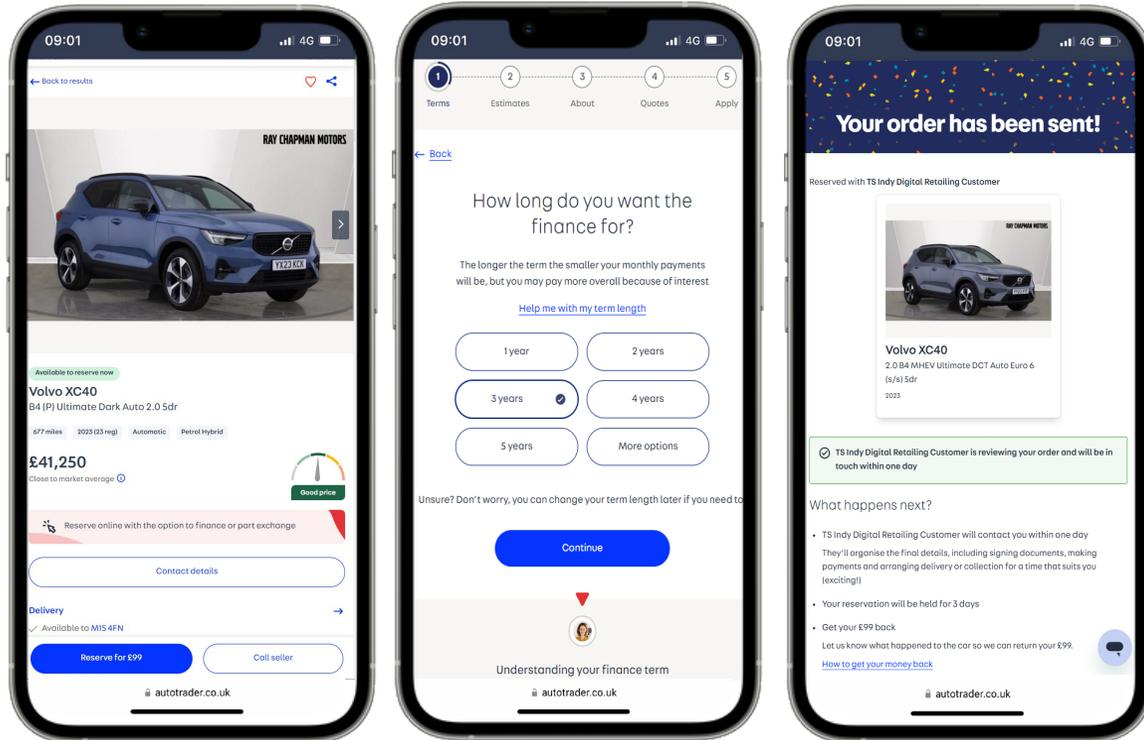 09:01
4G
Back to results
RAY CHAPMAN MOTORS
YX23 KCK
Available to reserve now
Volvo XC40
B4 (P) Ultimate Dark Auto 2.0 5dr
677 miles
2023 (23 reg)
Automatic
Petrol Hybrid
£41,250
Close to market average
Good price
Reserve online with the option to finance or part exchange
Contact details
Delivery
Available to M15 4FN
Reserve for £99
Call seller
autotrader.co.uk
09:01
4G
1
2
3
4
5
Terms
Estimates
About
Quotes
Apply
Back
How long do you want the
finance for?
The longer the term the smaller your monthly payments
will be, but you may pay more overall because of interest
Help me with my term length
1 year
2 years
3 years
4 years
5 years
More options
Unsure? Don't worry, you can change your term length later if you need to
Continue
Understanding your finance term
autotrader.co.uk
09:01
4G
Your order has been sent!
Reserved with TS Indy Digital Retailing Customer
RAY CHAPMAN MOTORS
Volvo XC40
2.0 B4 MHEV Ultimate DCT Auto Euro 6
(s/s) 5dr
2023
TS Indy Digital Retailing Customer is reviewing your order and will be in
touch within one day
What happens next?
TS Indy Digital Retailing Customer will contact you within one day
They'll organise the final details, including signing documents, making
payments and arranging delivery or collection for a time that suits you
(exciting!)
Your reservation will be held for 3 days
Get your £99 back
Let us know what happened to the car so we can return your £99.
How to get your money back
autotrader.co.uk